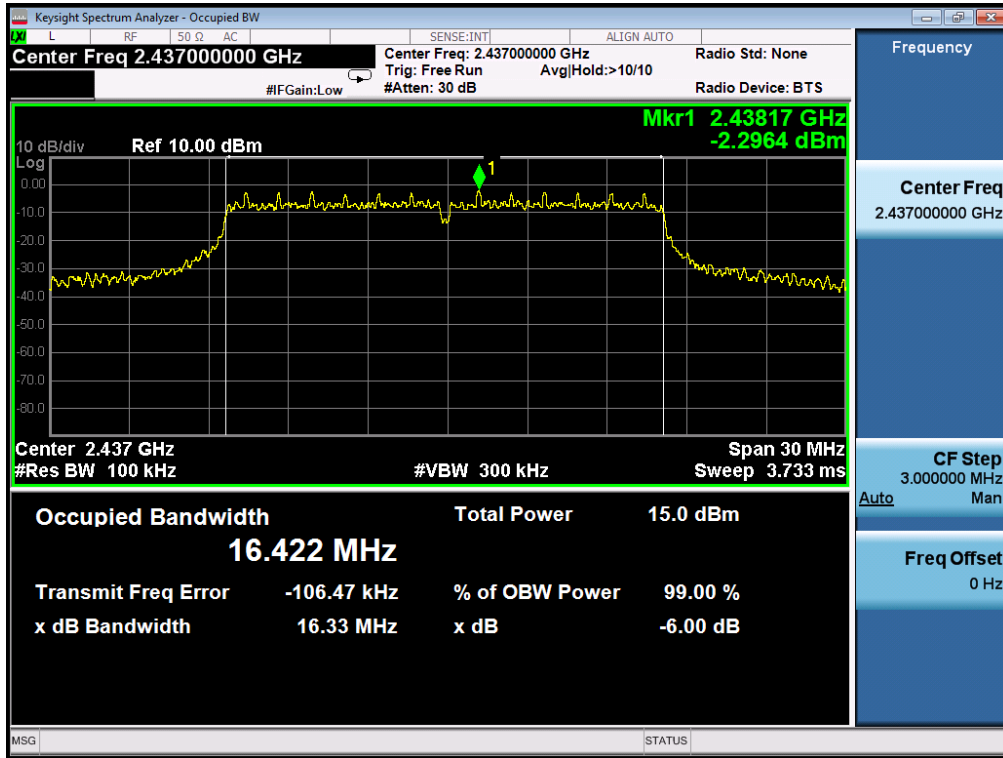 Keysight Spectrum Analyzer - Occupied BW
LXI L RF 50 Ω AC SENSE:INT ALIGN AUTO
Center Freq 2.437000000 GHz
Center Freq: 2.437000000 GHz Radio Std: None
Trig: Free Run Avg|Hold:>10/10
#IFGain:Low #Atten: 30 dB Radio Device: BTS
Mkr1 2.43817 GHz
-2.2964 dBm
10 dB/div Ref 10.00 dBm
Log
1
0.00
-10.0
-20.0
-30.0
-40.0
-50.0
-60.0
-70.0
-80.0
Center 2.437 GHz Span 30 MHz
#Res BW 100 kHz #VBW 300 kHz Sweep 3.733 ms
Occupied Bandwidth Total Power 15.0 dBm
16.422 MHz
Transmit Freq Error -106.47 kHz % of OBW Power 99.00 %
x dB Bandwidth 16.33 MHz x dB -6.00 dB
Frequency
Center Freq
2.437000000 GHz
CF Step
3.000000 MHz
Auto Man
Freq Offset
0 Hz
MSG STATUS